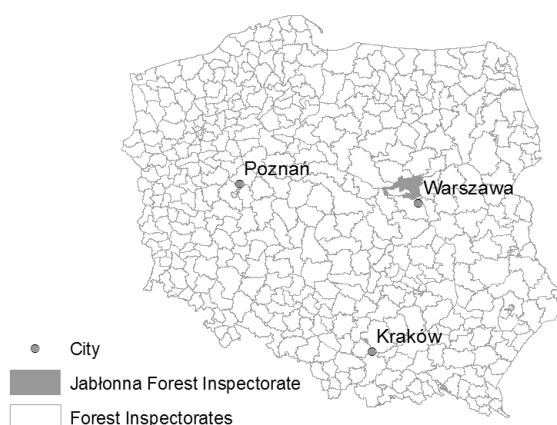 Poznań
Warszawa
Kraków
City
Jabłonna Forest Inspectorate
Forest Inspectorates